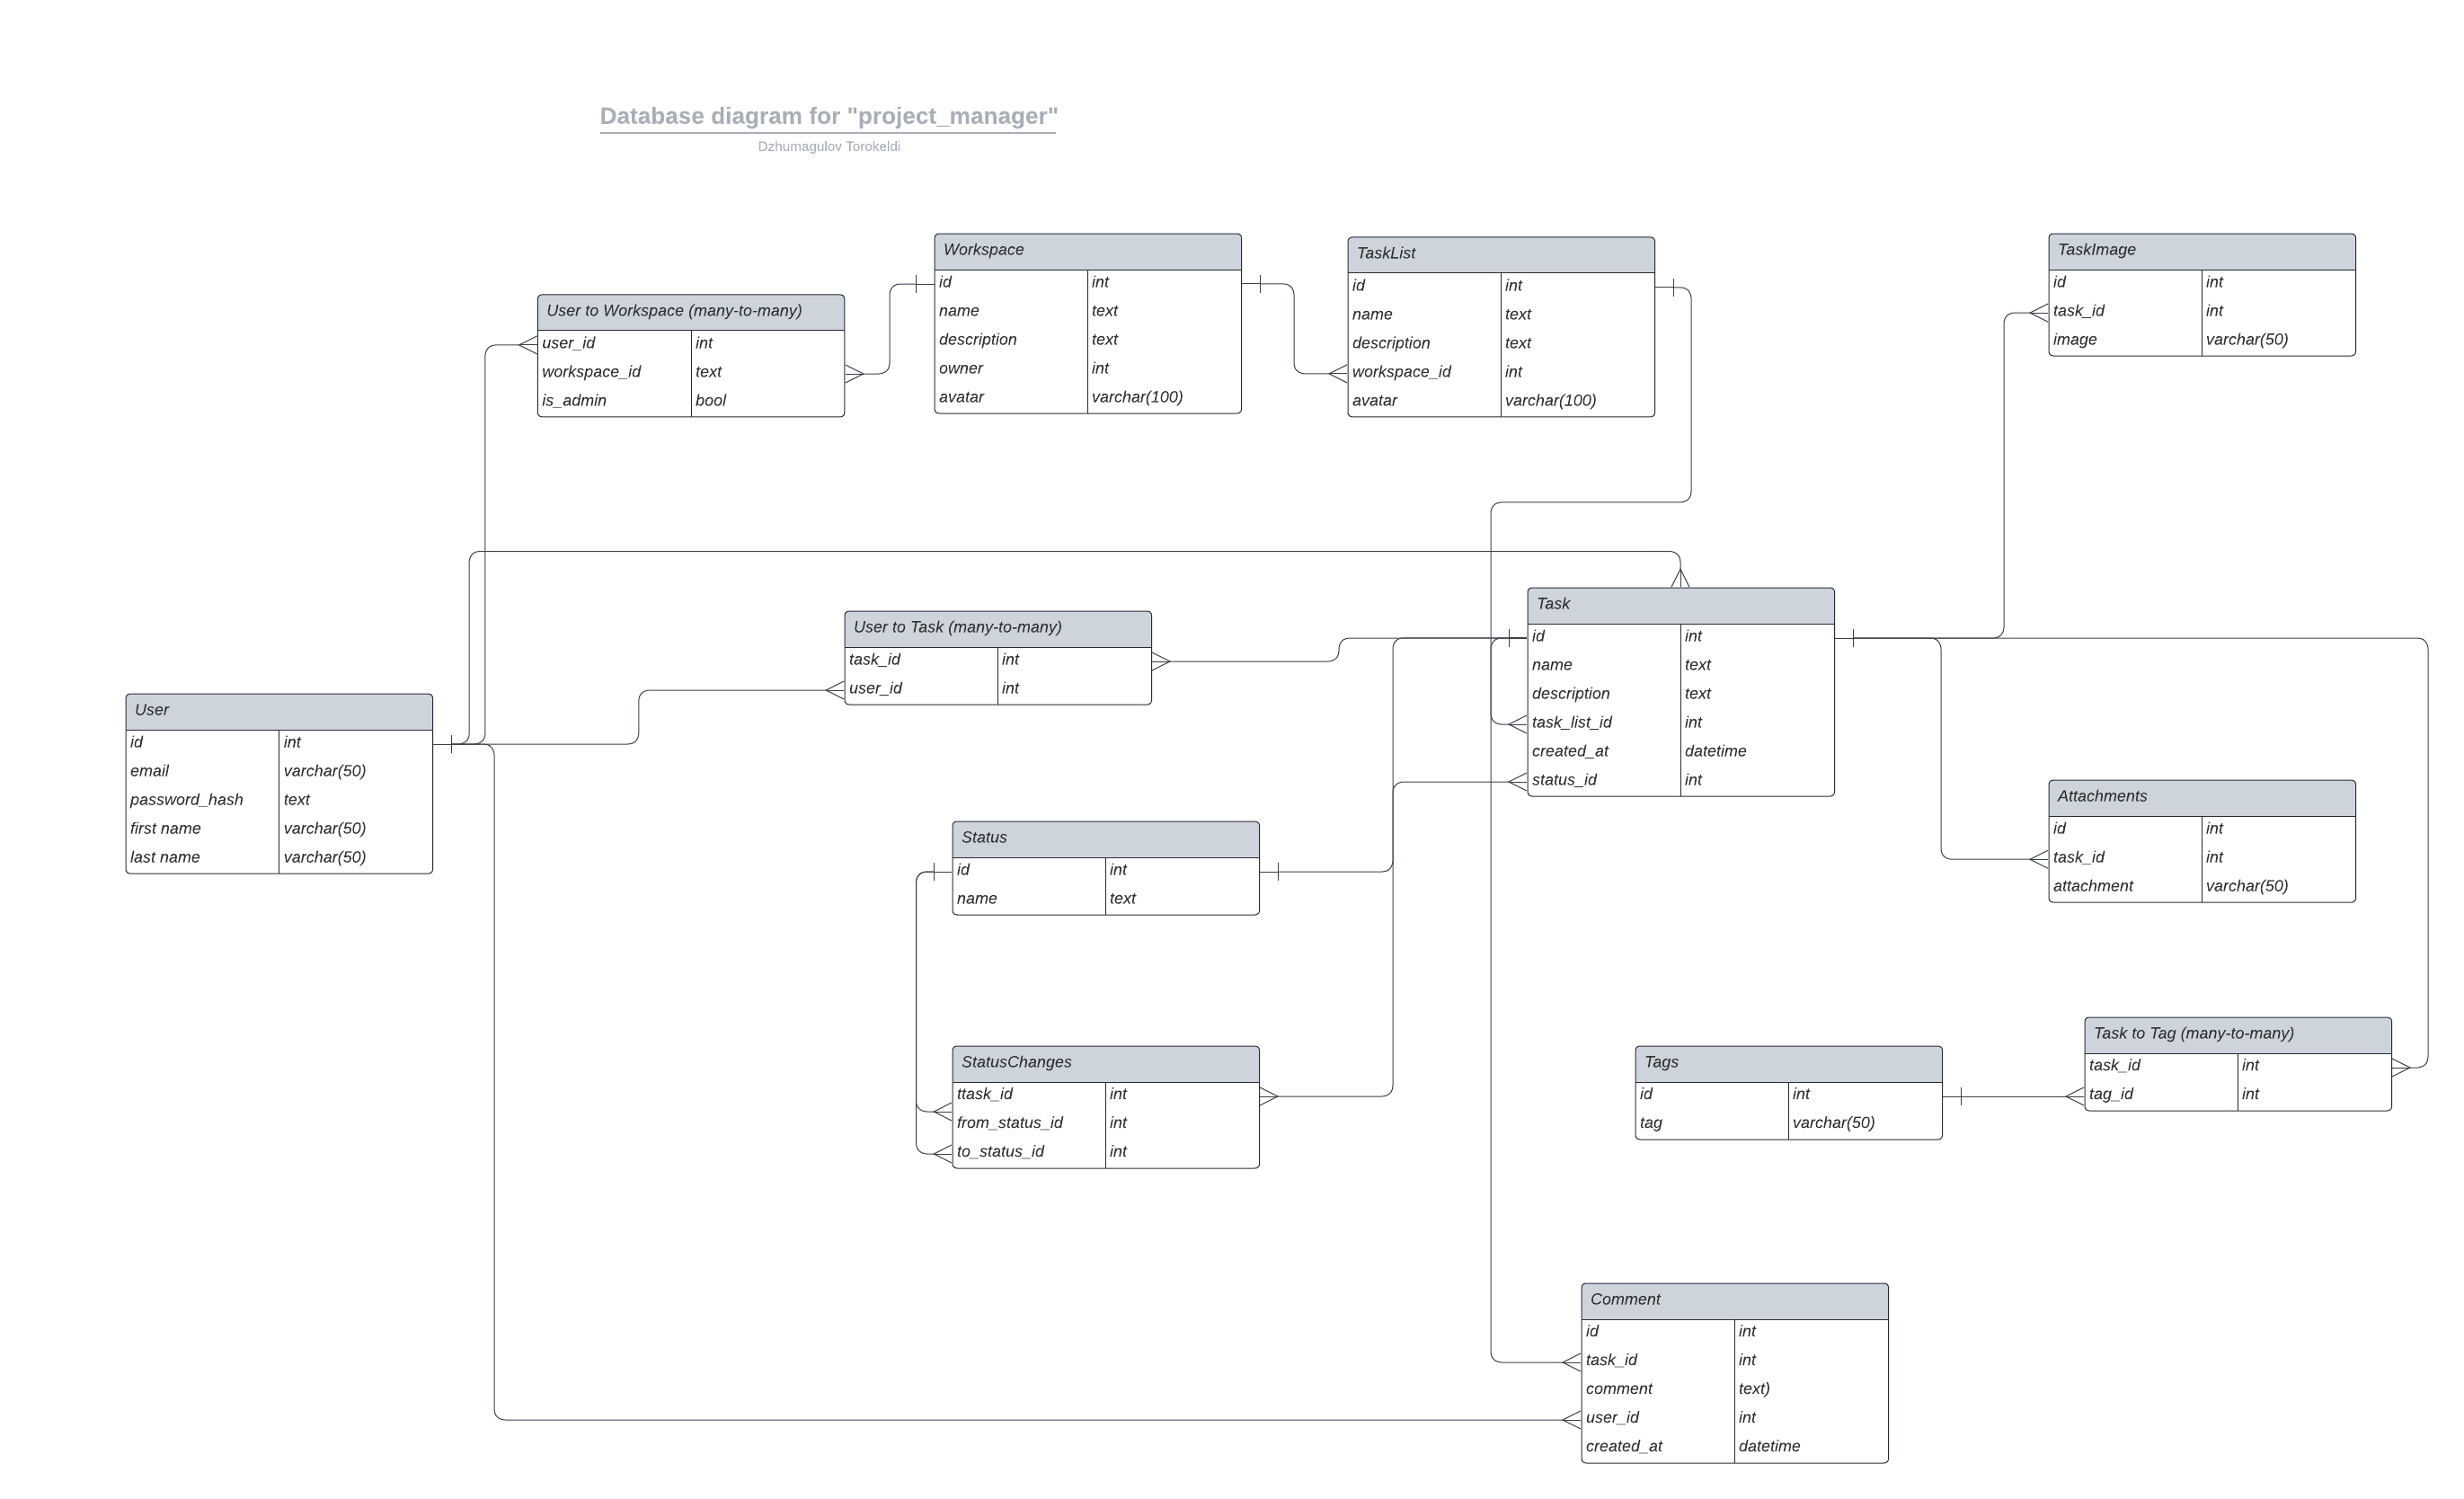 Database diagram for "project_manager"
Dzhumagulov Torokeldi
User to Workspace (many-to-many)
user_id int
workspace_id text
is_admin bool
Workspace
id int
name text
description text
owner int
avatar varchar(100)
TaskList
id int
name text
description text
workspace_id int
avatar varchar(100)
TaskImage
id int
task_id int
image varchar(50)
User
id int
email varchar(50)
password_hash text
first name varchar(50)
last name varchar(50)
User to Task (many-to-many)
task_id int
user_id int
Task
id int
name text
description text
task_list_id int
created_at datetime
status_id int
Status
id int
name text
Attachments
id int
task_id int
attachment varchar(50)
StatusChanges
ttask_id int
from_status_id int
to_status_id int
Tags
id int
tag varchar(50)
Task to Tag (many-to-many)
task_id int
tag_id int
Comment
id int
task_id int
comment text)
user_id int
created_at datetime